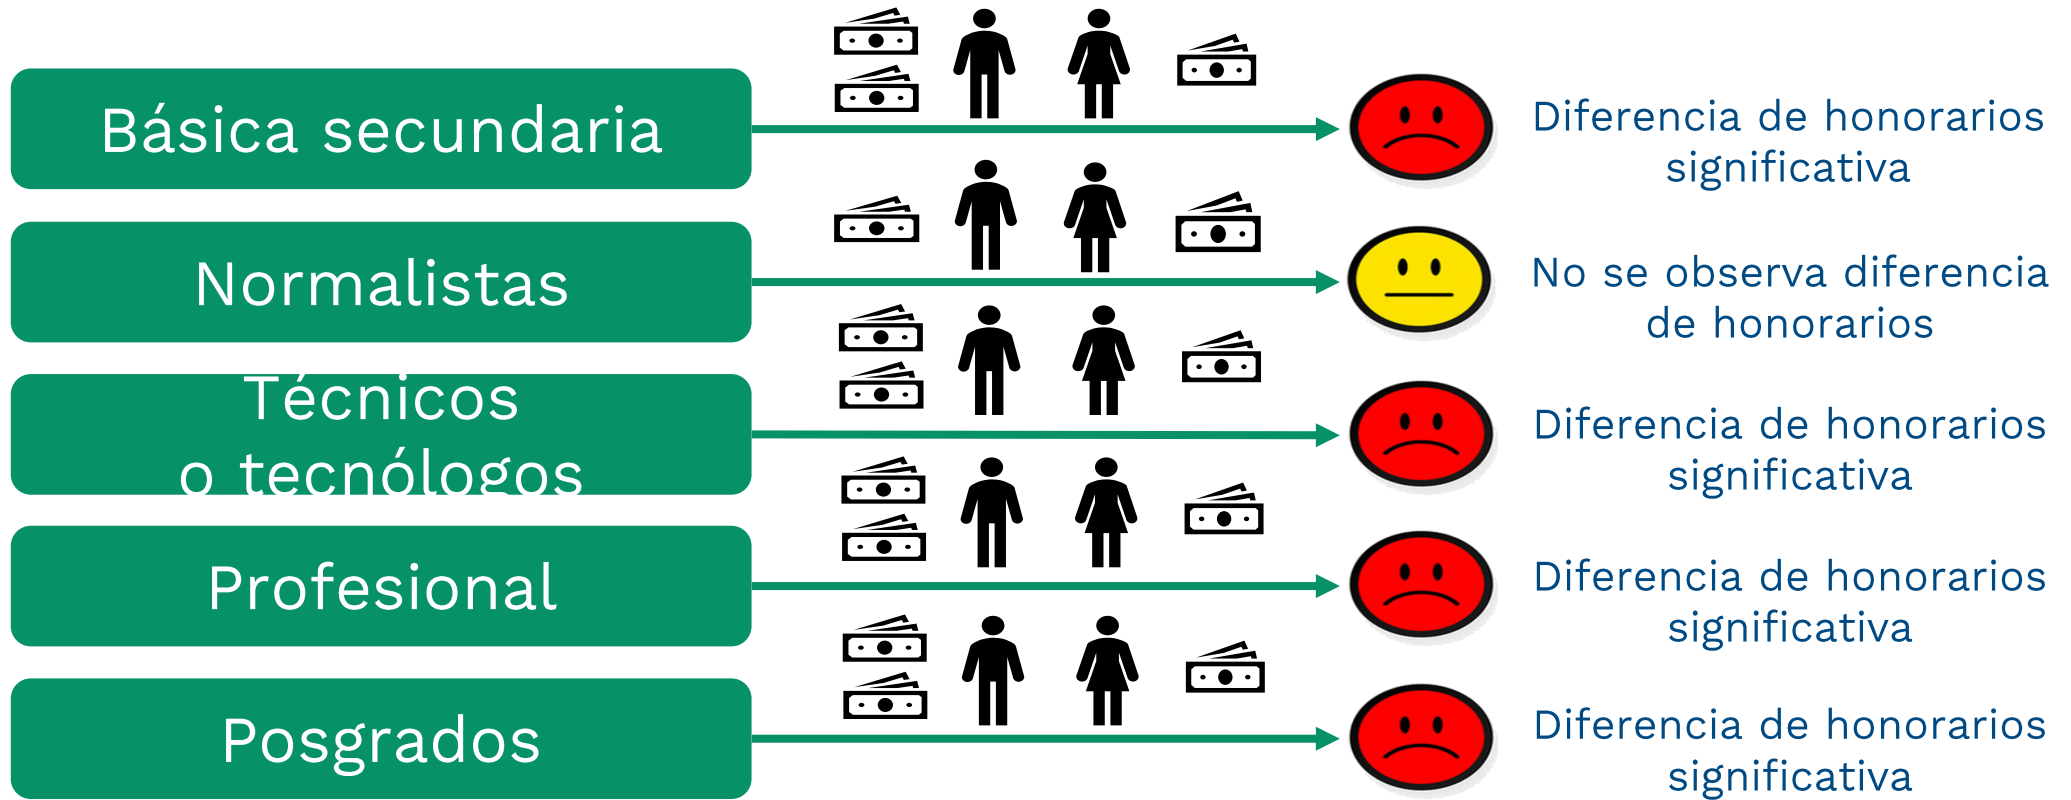 Básica secundaria
Diferencia de honorarios
significativa
Normalistas
No se observa diferencia
de honorarios
Técnicos
o tecnólogos
Diferencia de honorarios
significativa
Profesional
Diferencia de honorarios
significativa
Posgrados
Diferencia de honorarios
significativa